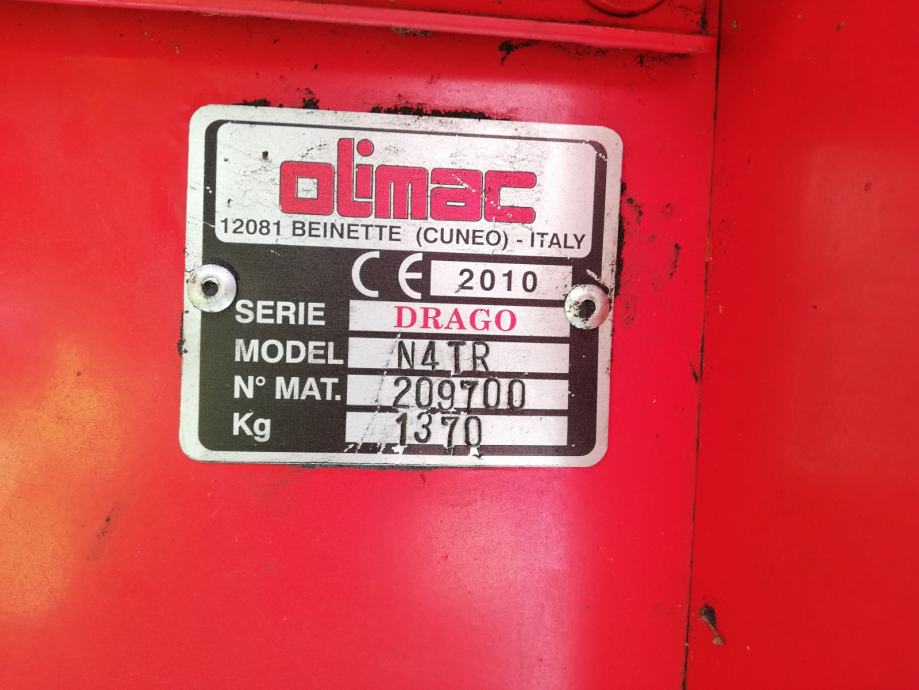 olimac
12081 BEINETTE (CUNEO) - ITALY
CE 2010
SERIE DRAGO
MODEL N4TR
N° MAT. 209700
Kg 1370